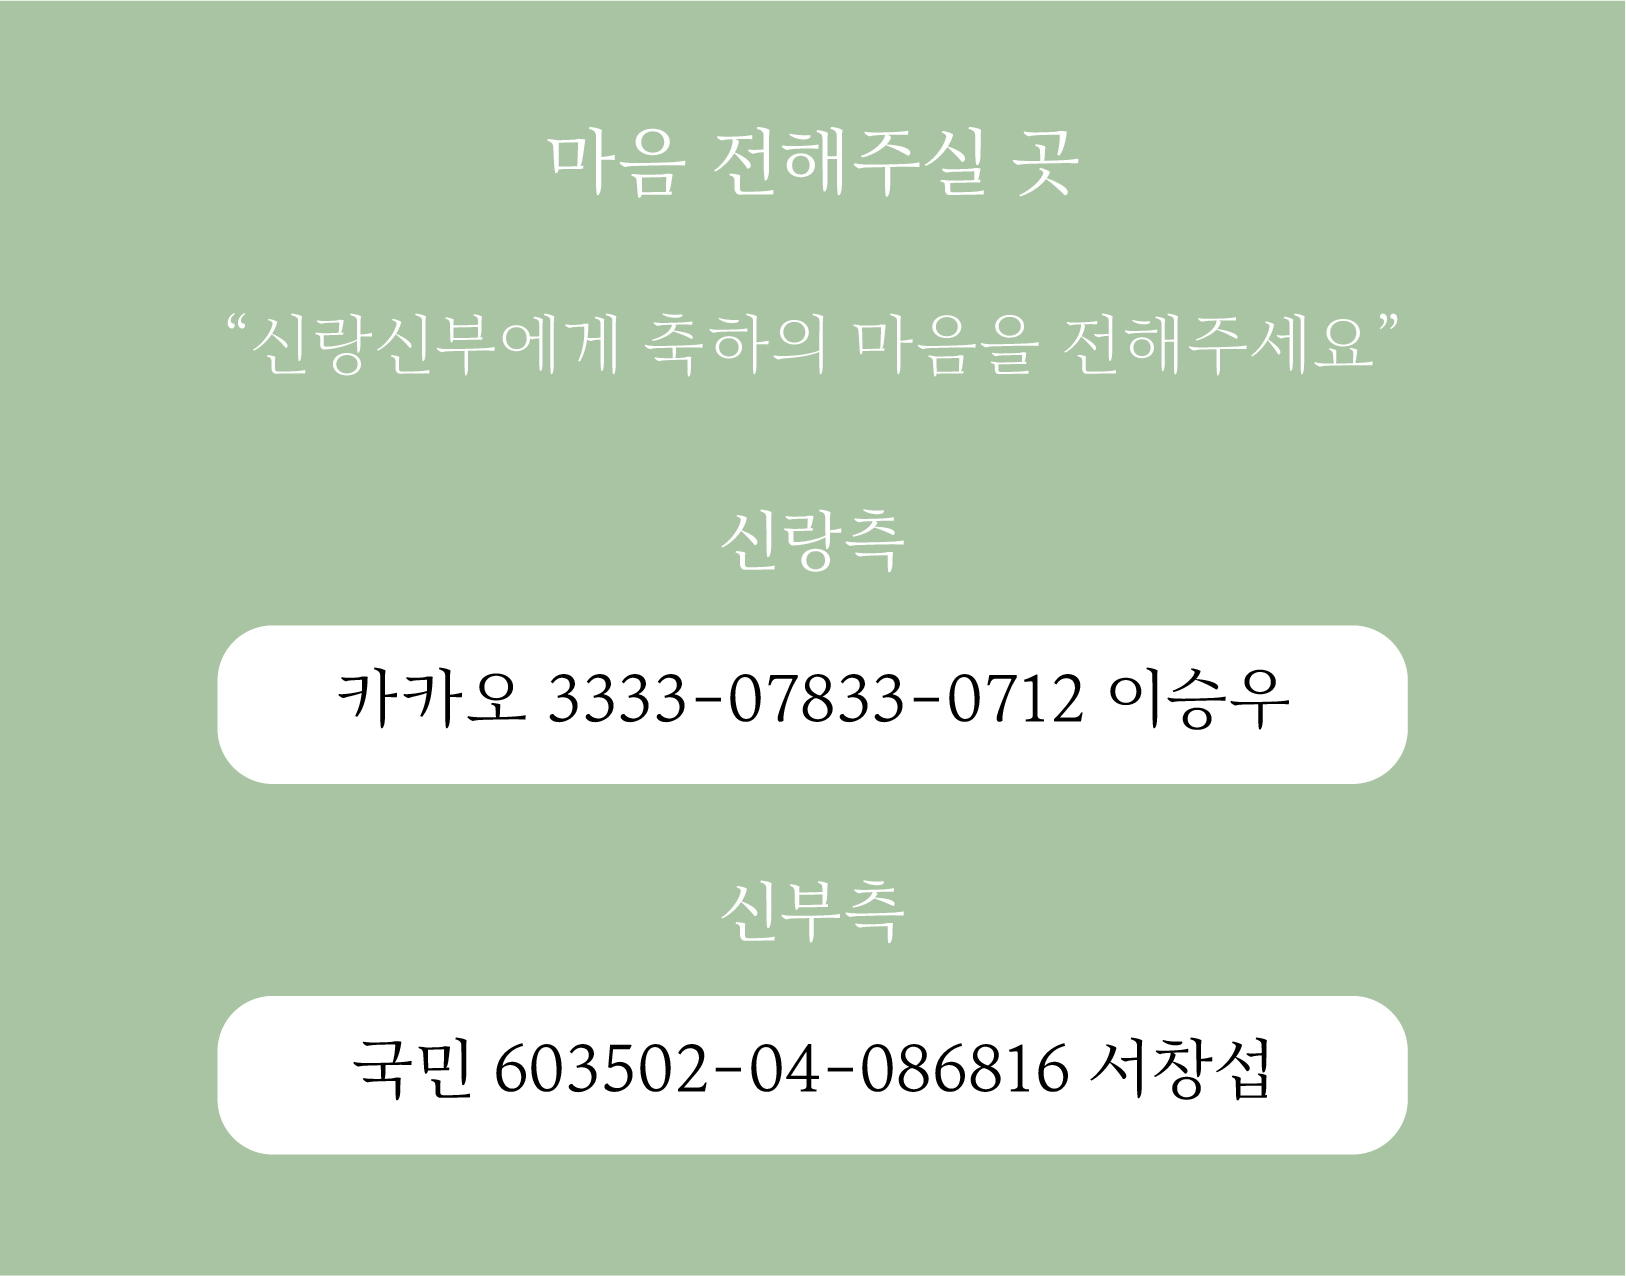 마음 전해주실 곳
“신랑신부에게 축하의 마음을 전해주세요”
신랑측
카카오 3333-07833-0712 이승우
신부측
국민 603502-04-086816 서창섭